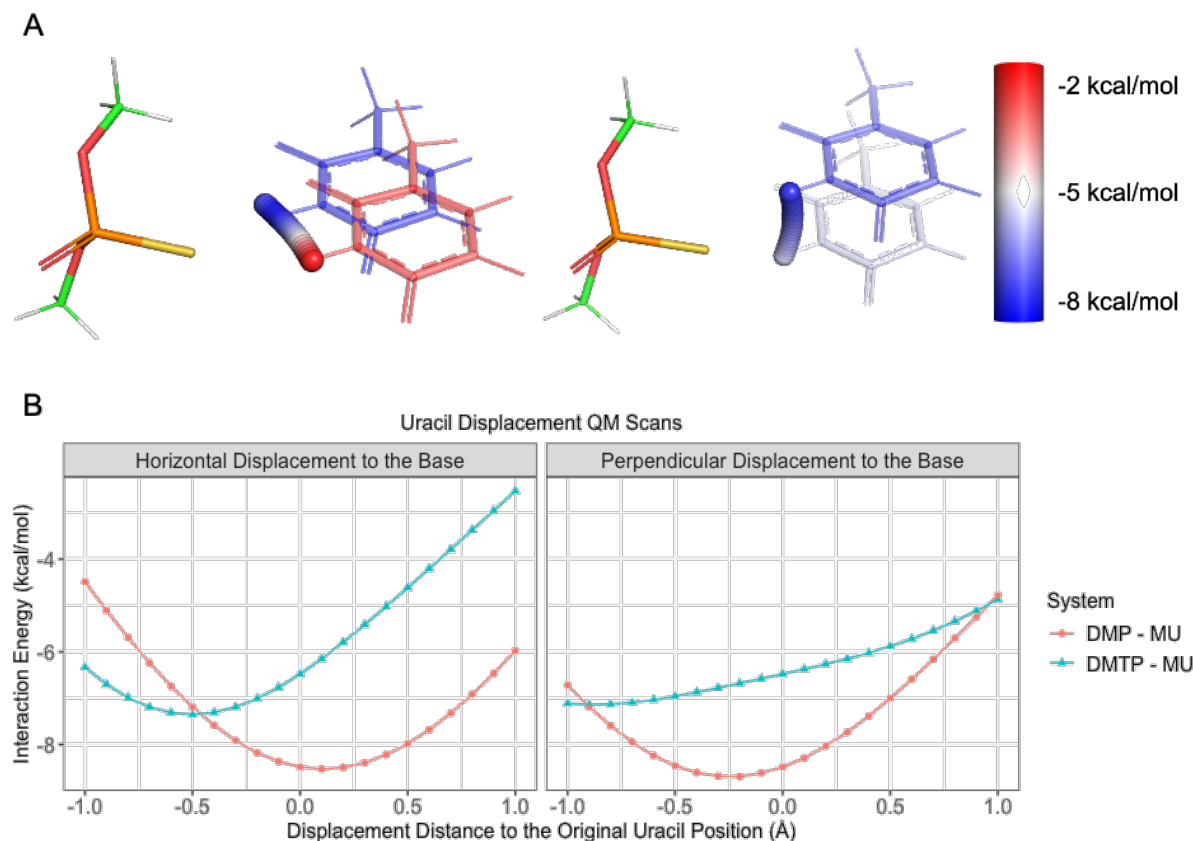 A
-2 kcal/mol
-5 kcal/mol
-8 kcal/mol
B
Uracil Displacement QM Scans
Horizontal Displacement to the Base
Perpendicular Displacement to the Base
Interaction Energy (kcal/mol)
-4
-6
-8
-1.0 -0.5 0.0 0.5 1.0
-1.0 -0.5 0.0 0.5 1.0
Displacement Distance to the Original Uracil Position (Å)
System
DMP - MU
DMTP - MU